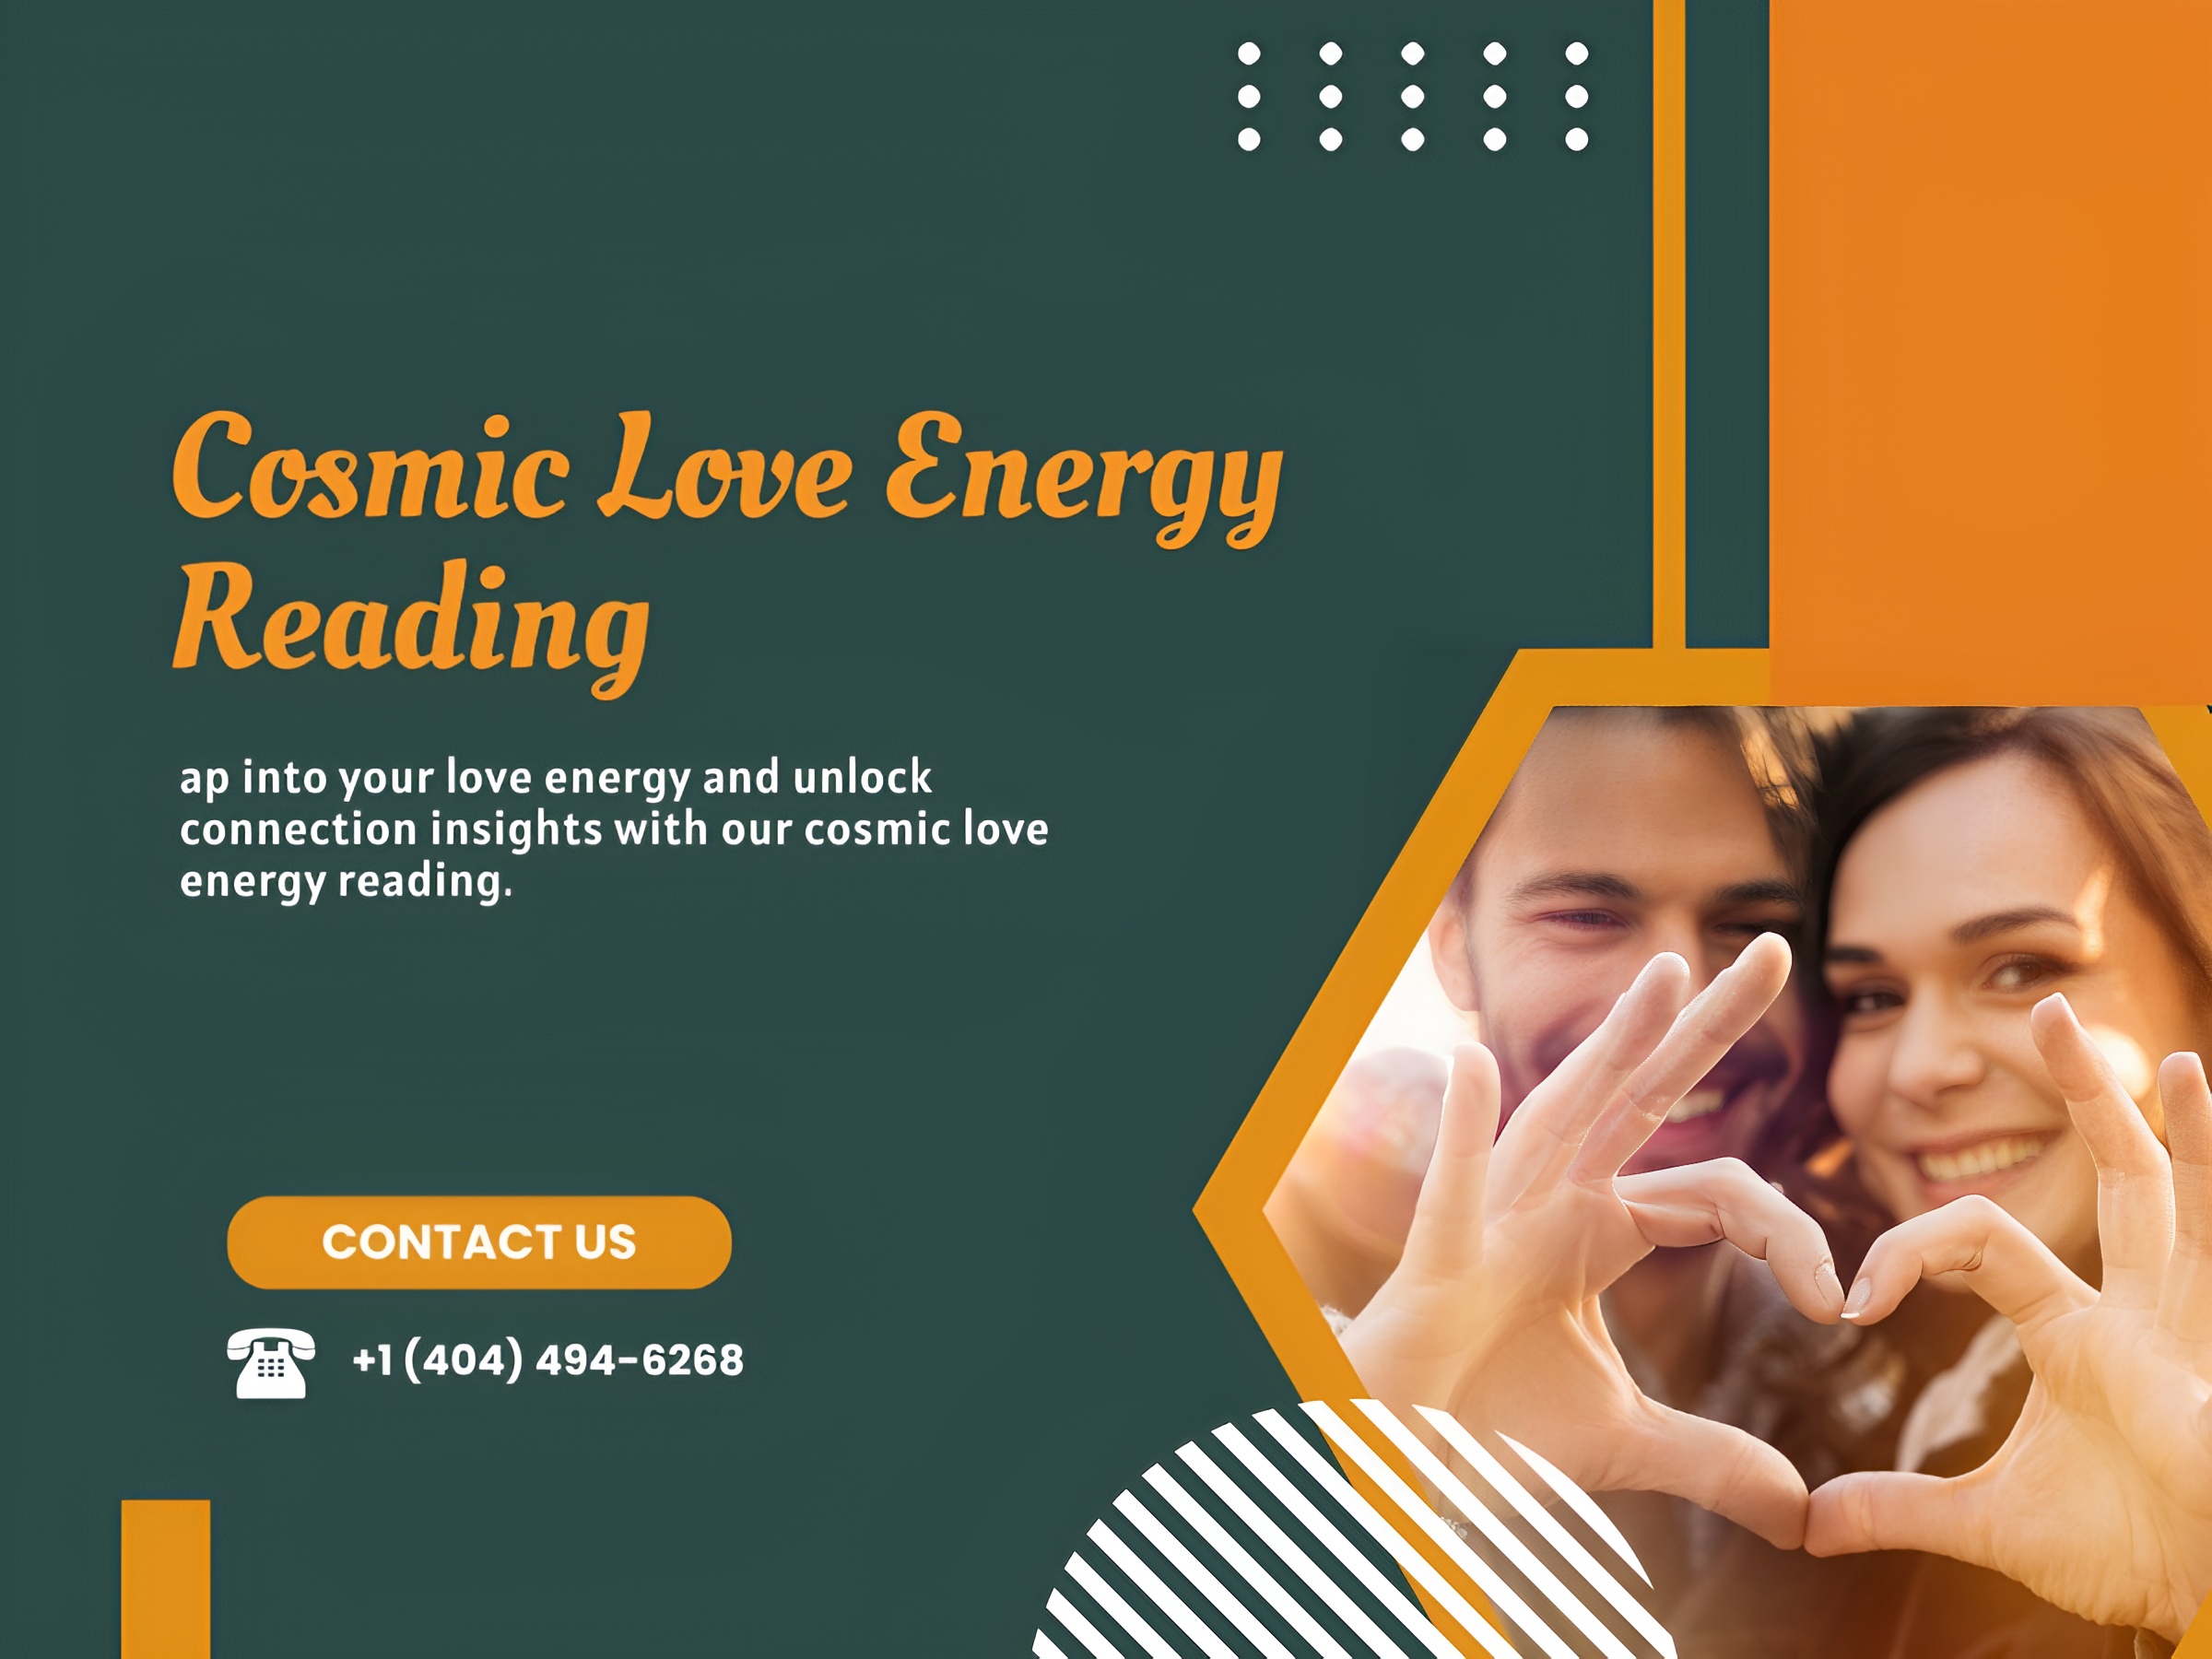 Cosmic Love Energy
Reading
ap into your love energy and unlock
connection insights with our cosmic love
energy reading.
CONTACT US
+1 (404) 494-6268